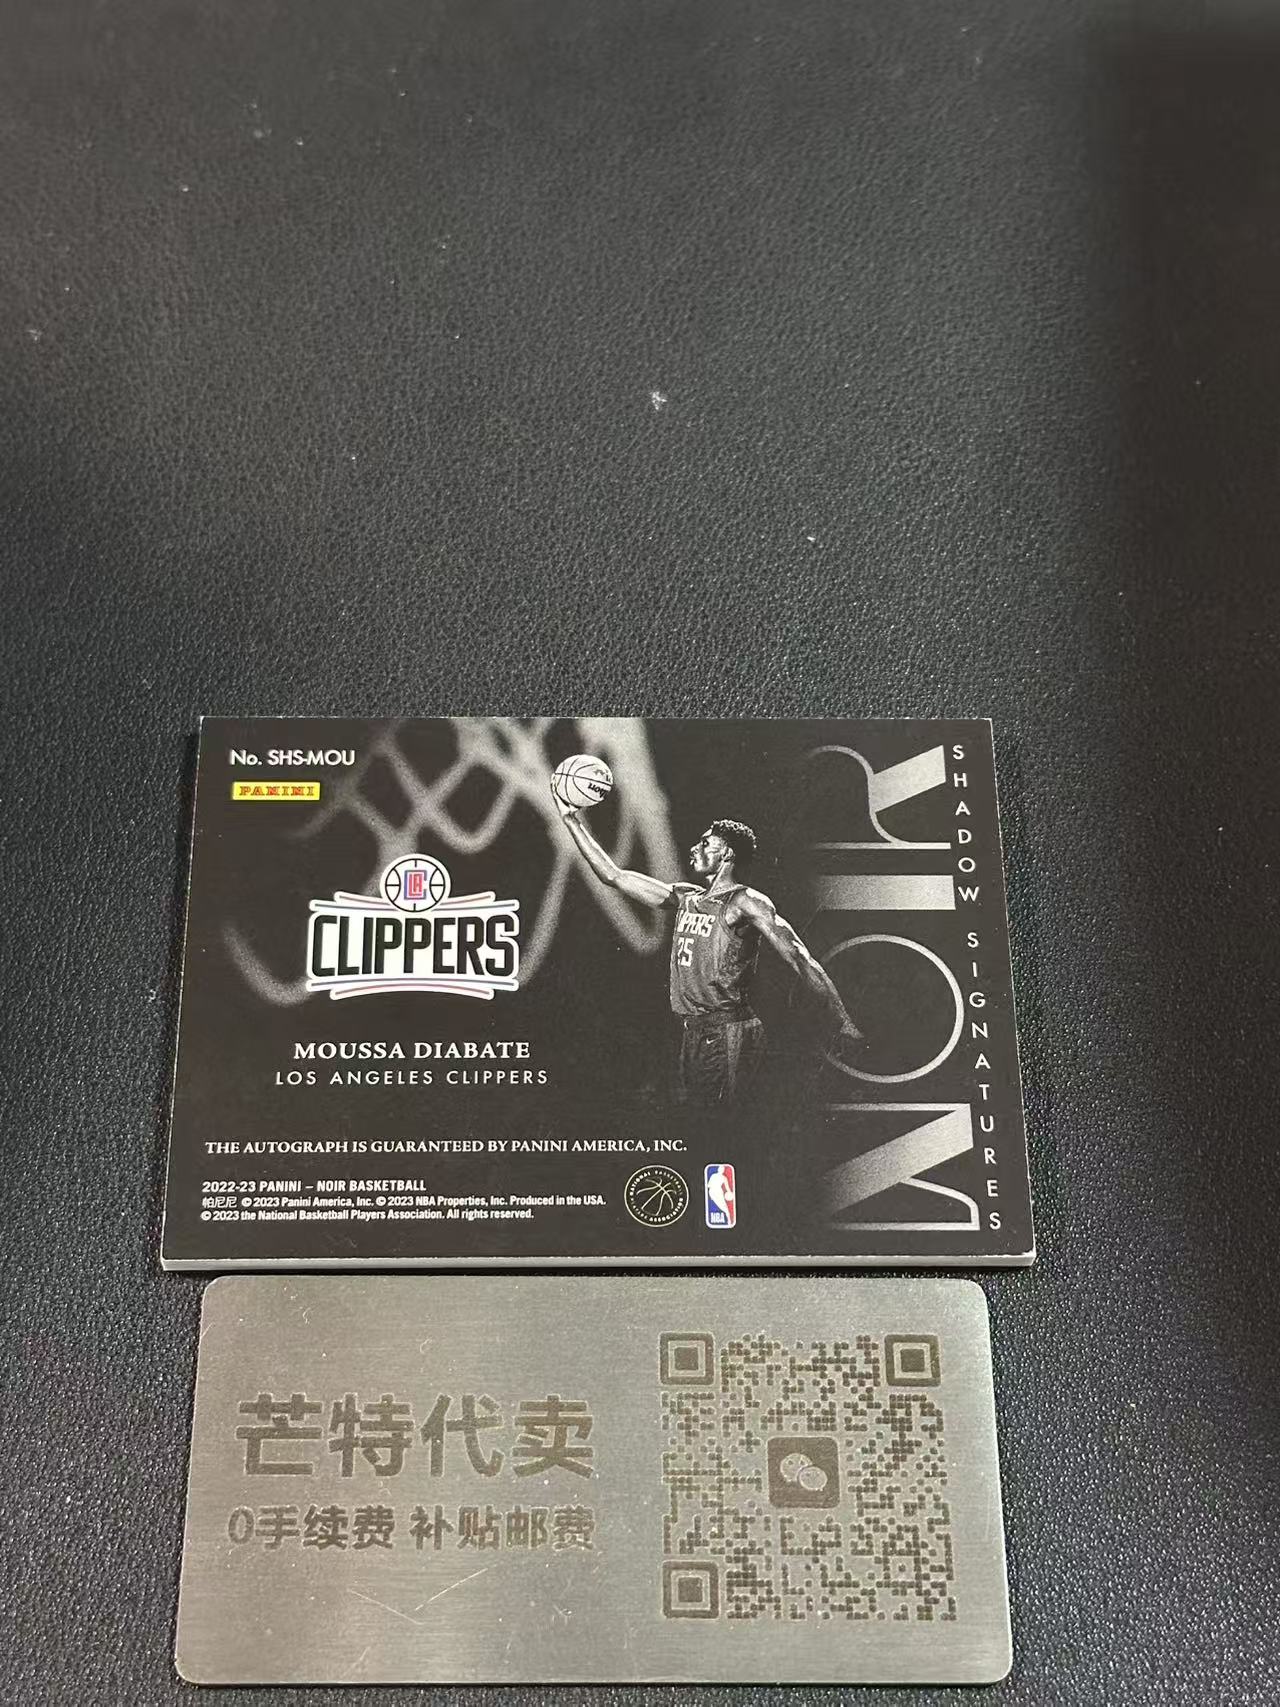 No. SHS-MOU
PANINI
LA
CLIPPERS
MOUSSA DIABATE
LOS ANGELES CLIPPERS
THE AUTOGRAPH IS GUARANTEED BY PANINI AMERICA, INC.
2022-23 PANINI – NOIR BASKETBALL
帕尼尼 © 2023 Panini America, Inc. © 2023 NBA Properties, Inc. Produced in the USA.
© 2023 the National Basketball Players Association. All rights reserved.
NBA
25
NOIR
SHADOW SIGNATURES
芒特代卖
0手续费 补贴邮费